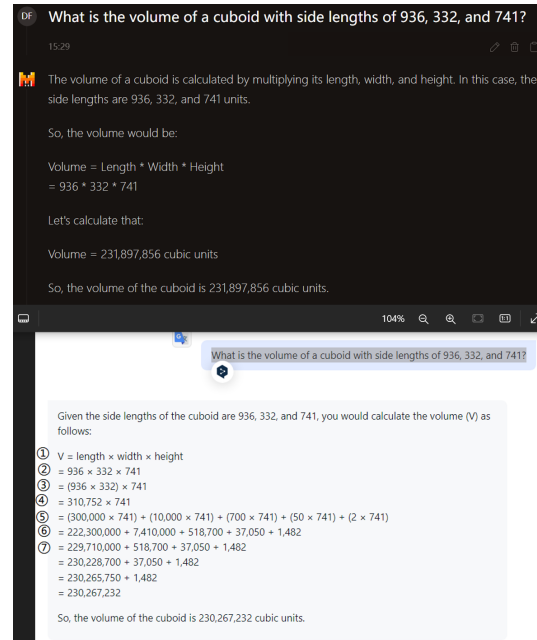 DF What is the volume of a cuboid with side lengths of 936, 332, and 741?
15:29
The volume of a cuboid is calculated by multiplying its length, width, and height. In this case, the
side lengths are 936, 332, and 741 units.
So, the volume would be:
Volume = Length * Width * Height
= 936 * 332 * 741
Let's calculate that:
Volume = 231,897,856 cubic units
So, the volume of the cuboid is 231,897,856 cubic units.
104%
What is the volume of a cuboid with side lengths of 936, 332, and 741?
Given the side lengths of the cuboid are 936, 332, and 741, you would calculate the volume (V) as
follows:
① V = length × width × height
② = 936 × 332 × 741
③ = (936 × 332) × 741
④ = 310,752 × 741
⑤ = (300,000 × 741) + (10,000 × 741) + (700 × 741) + (50 × 741) + (2 × 741)
⑥ = 222,300,000 + 7,410,000 + 518,700 + 37,050 + 1,482
⑦ = 229,710,000 + 518,700 + 37,050 + 1,482
= 230,228,700 + 37,050 + 1,482
= 230,265,750 + 1,482
= 230,267,232
So, the volume of the cuboid is 230,267,232 cubic units.